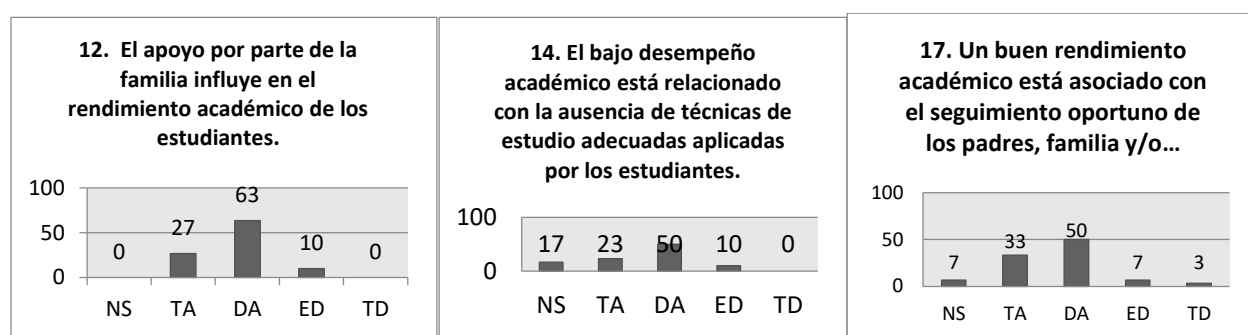 12. El apoyo por parte de la
familia influye en el
rendimiento académico de los
estudiantes.
100
50
0
0
27
63
10
0
NS TA DA ED TD
14. El bajo desempeño
académico está relacionado
con la ausencia de técnicas de
estudio adecuadas aplicadas
por los estudiantes.
100
0
17 23 50 10 0
NS TA DA ED TD
17. Un buen rendimiento
académico está asociado con
el seguimiento oportuno de
los padres, familia y/o…
100
50
0
7
33
50
7
3
NS TA DA ED TD